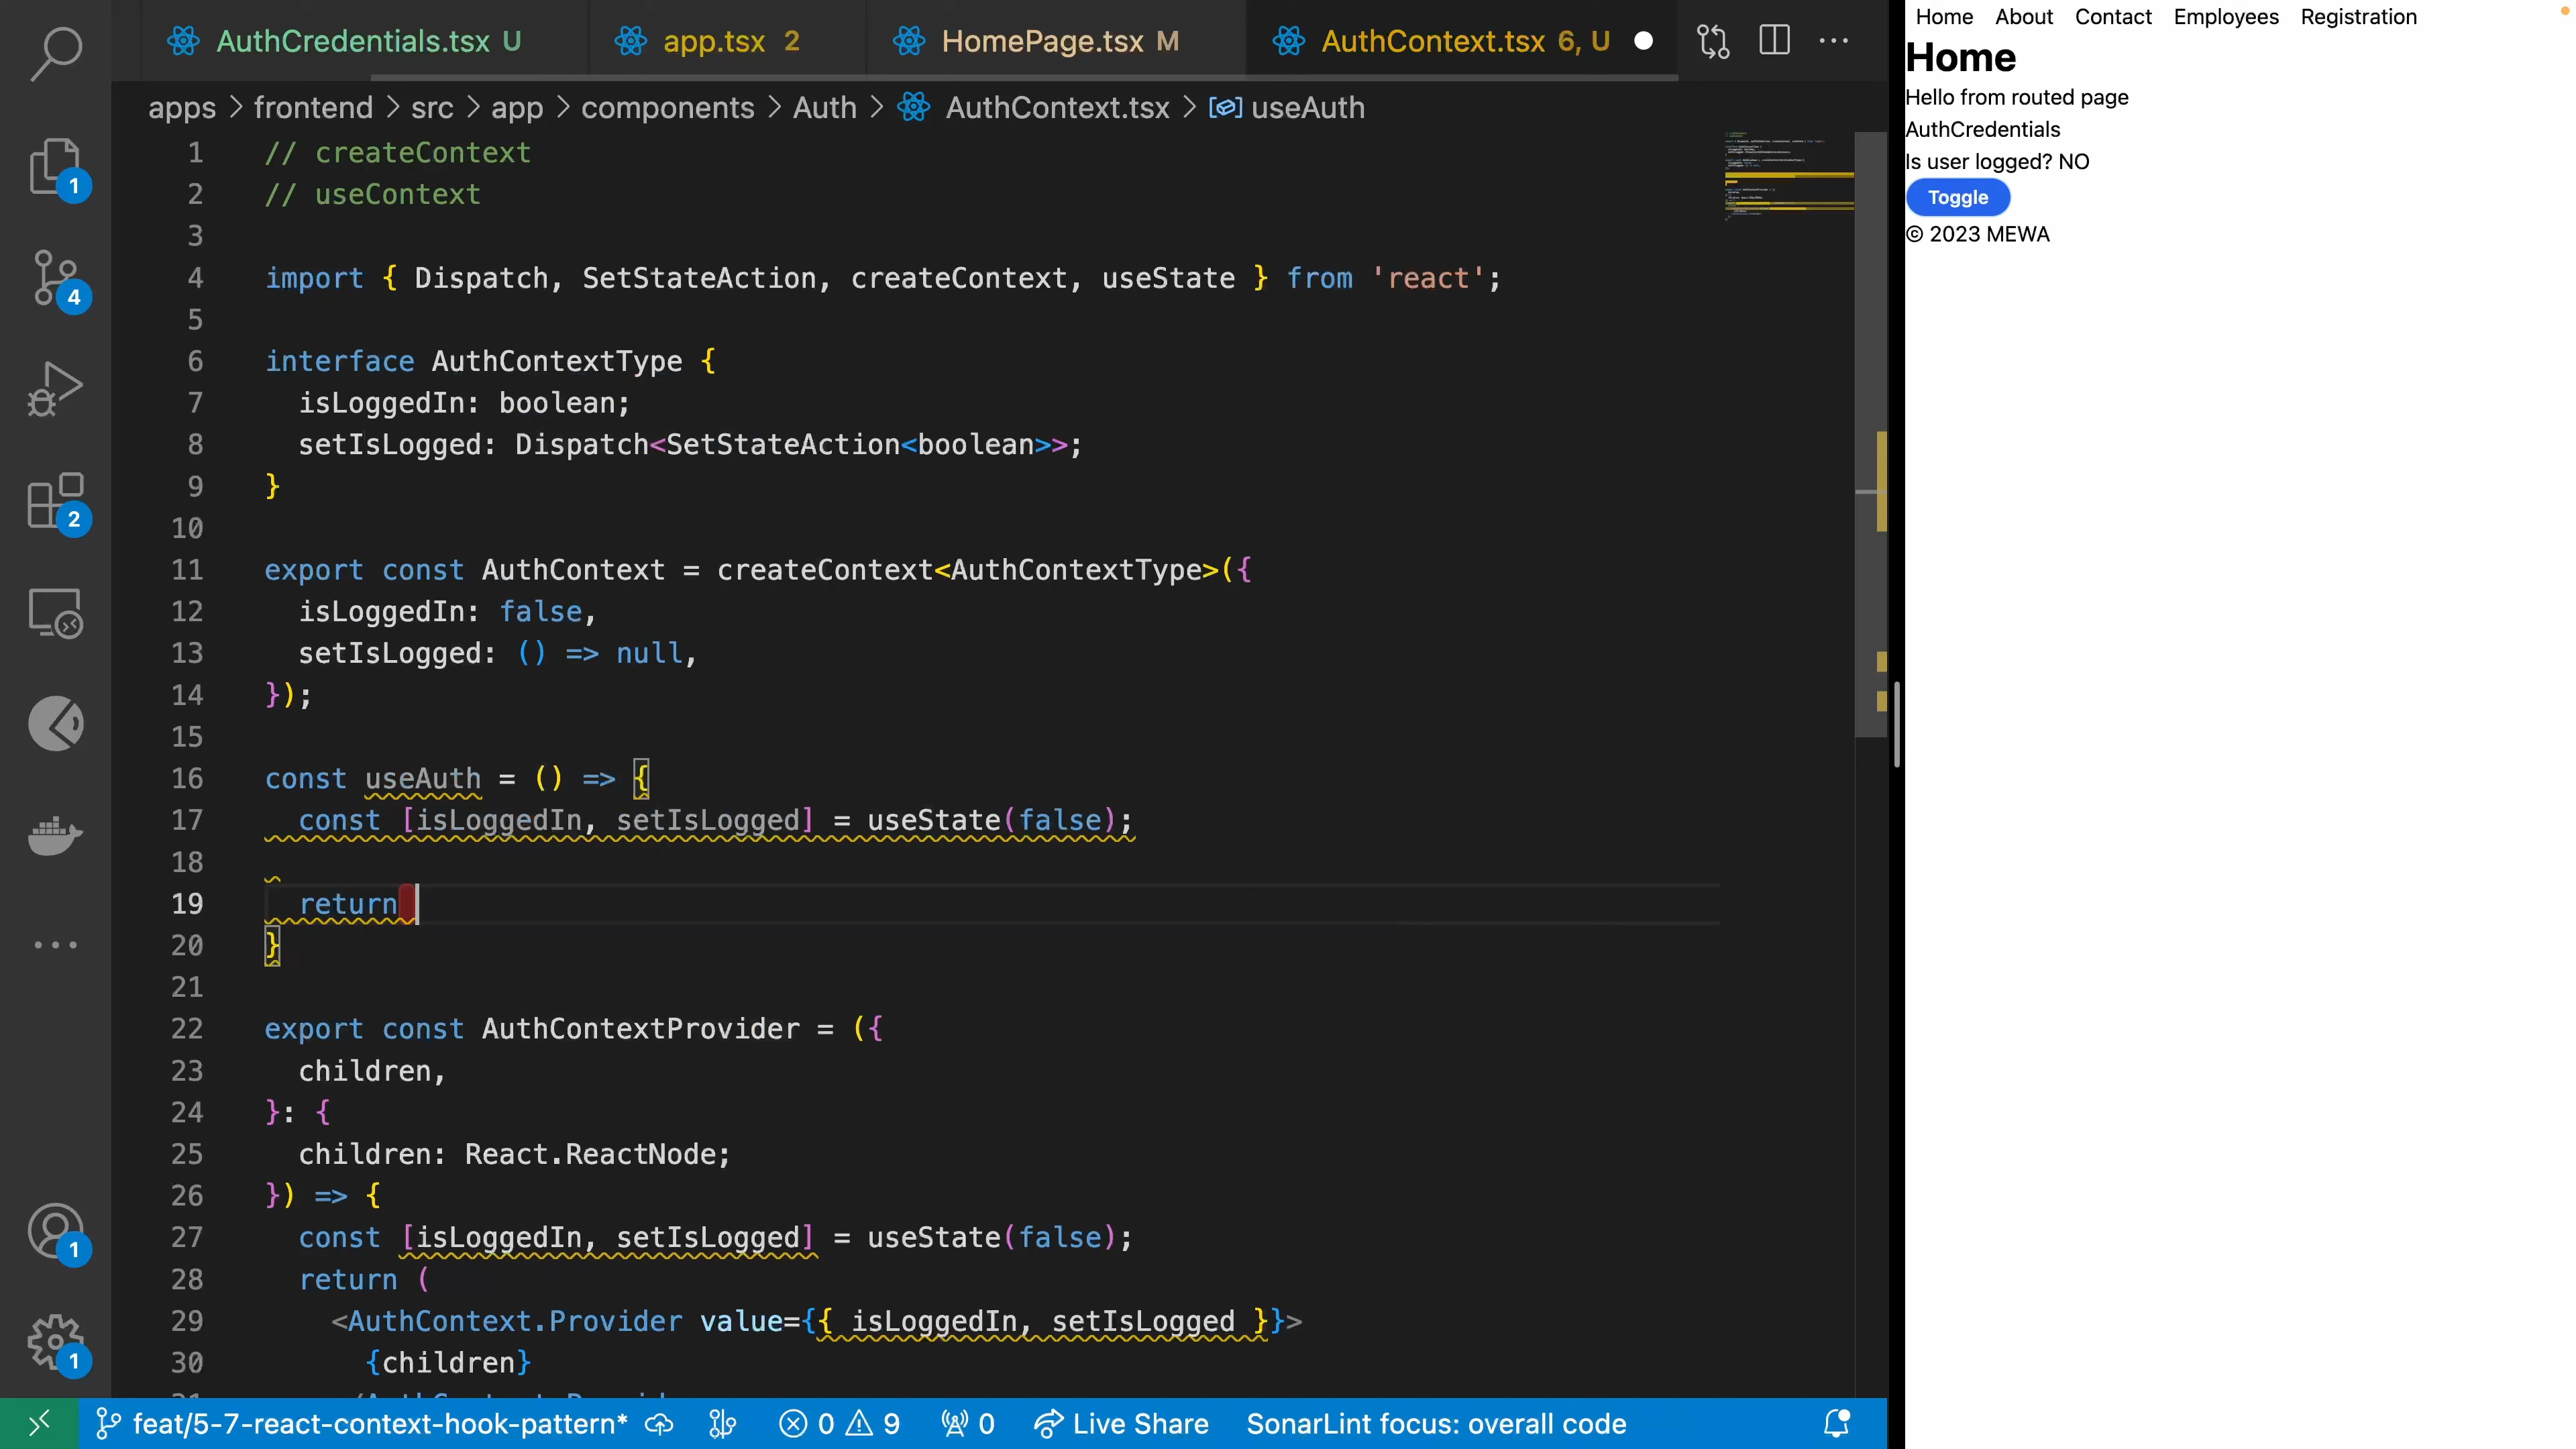 AuthCredentials.tsx U
app.tsx 2
HomePage.tsx M
AuthContext.tsx 6, U
apps > frontend > src > app > components > Auth > AuthContext.tsx > useAuth
1 // createContext
2 // useContext
3
4 import { Dispatch, SetStateAction, createContext, useState } from 'react';
5
6 interface AuthContextType {
7 isLoggedIn: boolean;
8 setIsLogged: Dispatch<SetStateAction<boolean>>;
9 }
10
11 export const AuthContext = createContext<AuthContextType>({
12 isLoggedIn: false,
13 setIsLogged: () => null,
14 });
15
16 const useAuth = () => {
17 const [isLoggedIn, setIsLogged] = useState(false);
18
19 return
20 }
21
22 export const AuthContextProvider = ({
23 children,
24 }: {
25 children: React.ReactNode;
26 }) => {
27 const [isLoggedIn, setIsLogged] = useState(false);
28 return (
29 <AuthContext.Provider value={{ isLoggedIn, setIsLogged }}>
30 {children}
1
4
2
1
1
feat/5-7-react-context-hook-pattern*
0
9
0
Live Share
SonarLint focus: overall code
Home About Contact Employees Registration
Home
Hello from routed page
AuthCredentials
Is user logged? NO
Toggle
© 2023 MEWA